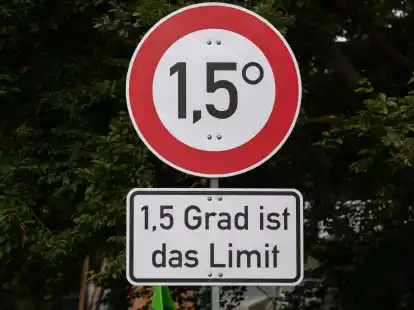 1,5°
1,5 Grad ist
das Limit